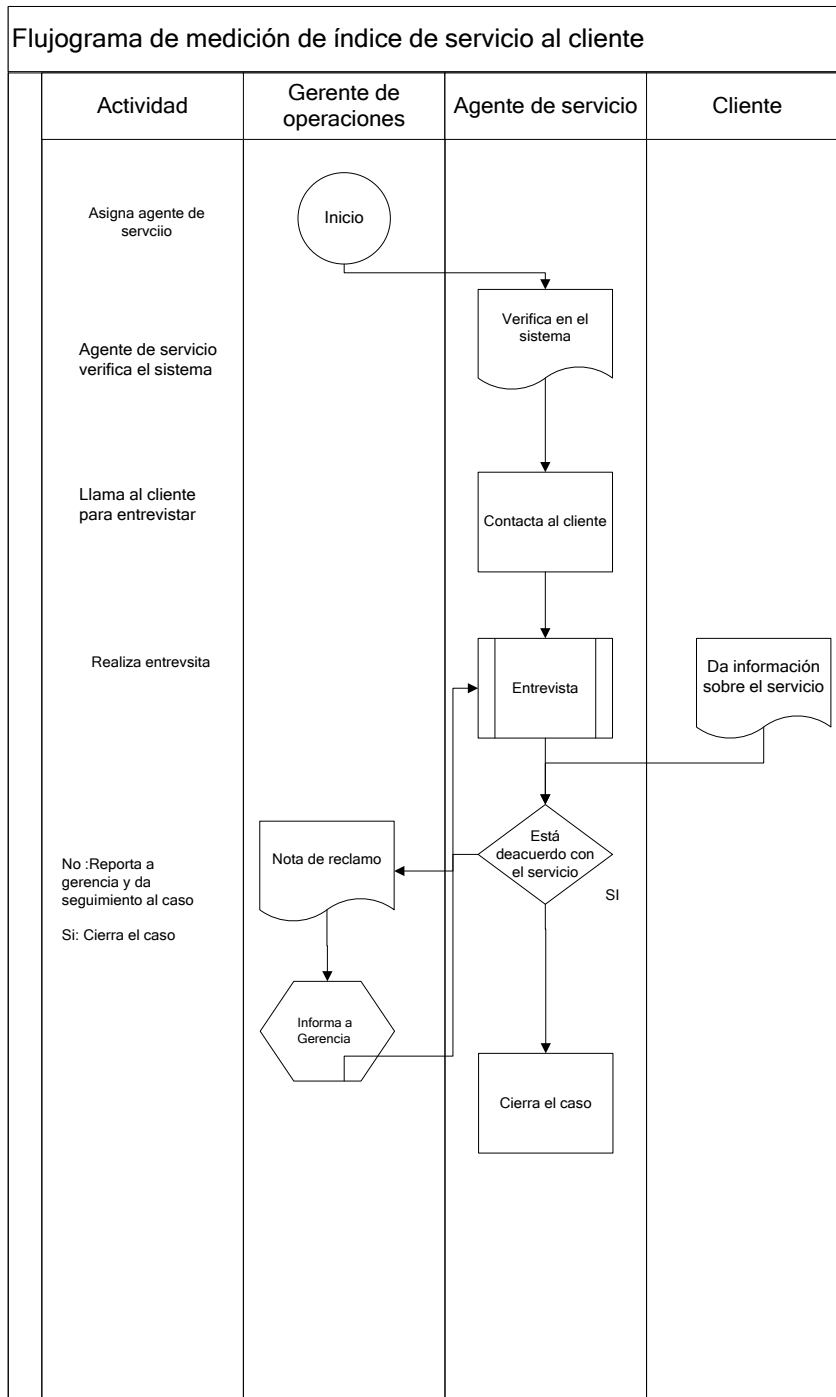 Flujograma de medición de índice de servicio al cliente
Actividad
Gerente de
operaciones
Agente de servicio
Cliente
Asigna agente de
servciio
Inicio
Verifica en el
sistema
Agente de servicio
verifica el sistema
Llama al cliente
para entrevistar
Contacta al cliente
Realiza entrevsita
Entrevista
Da información
sobre el servicio
No :Reporta a
gerencia y da
seguimiento al caso
Si: Cierra el caso
Nota de reclamo
Está
deacuerdo con
el servicio
SI
Informa a
Gerencia
Cierra el caso